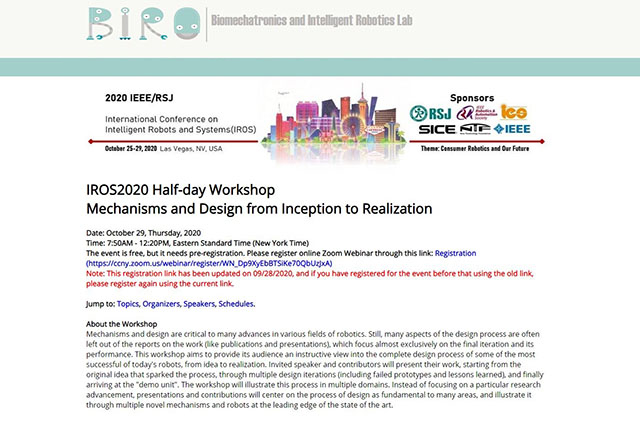 BiRO Biomechatronics and Intelligent Robotics Lab
2020 IEEE/RSJ
International Conference on
Intelligent Robots and Systems(IROS)
October 25-29, 2020 Las Vegas, NV, USA
Sponsors
RSJ IEEE Robotics & Automation Society ies
SICE NTF IEEE
Theme: Consumer Robotics and Our Future
IROS2020 Half-day Workshop
Mechanisms and Design from Inception to Realization
Date: October 29, Thursday, 2020
Time: 7:50AM - 12:20PM, Eastern Standard Time (New York Time)
The event is free, but it needs pre-registration. Please register online Zoom Webinar through this link: Registration
(https://ccny.zoom.us/webinar/register/WN_Dp9XyEbBTSiKe70QbUzJxA)
Note: This registration link has been updated on 09/28/2020, and if you have registered for the event before that using the old link,
please register again using the current link.
Jump to: Topics, Organizers, Speakers, Schedules.
About the Workshop
Mechanisms and design are critical to many advances in various fields of robotics. Still, many aspects of the design process are often
left out of the reports on the work (like publications and presentations), which focus almost exclusively on the final iteration and its
performance. This workshop aims to provide its audience an instructive view into the complete design process of some of the most
successful of today's robots, from idea to realization. Invited speaker and contributors will present their work, starting from the
original idea that sparked the process, through multiple design iterations (including failed prototypes and lessons learned), and finally
arriving at the "demo unit". The workshop will illustrate this process in multiple domains. Instead of focusing on a particular research
advancement, presentations and contributions will center on the process of design as fundamental to many areas, and illustrate it
through multiple novel mechanisms and robots at the leading edge of the state of the art.